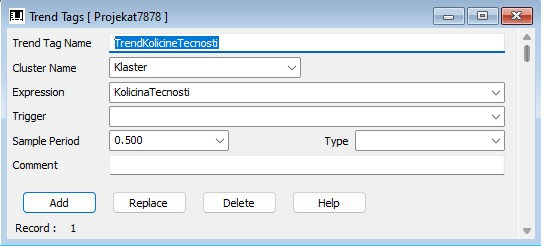 Trend Tags [ Projekat7878 ]
Trend Tag Name TrendKolicineTecnosti
Cluster Name Klaster
Expression KolicinaTecnosti
Trigger
Sample Period 0.500 Type
Comment
Add Replace Delete Help
Record : 1